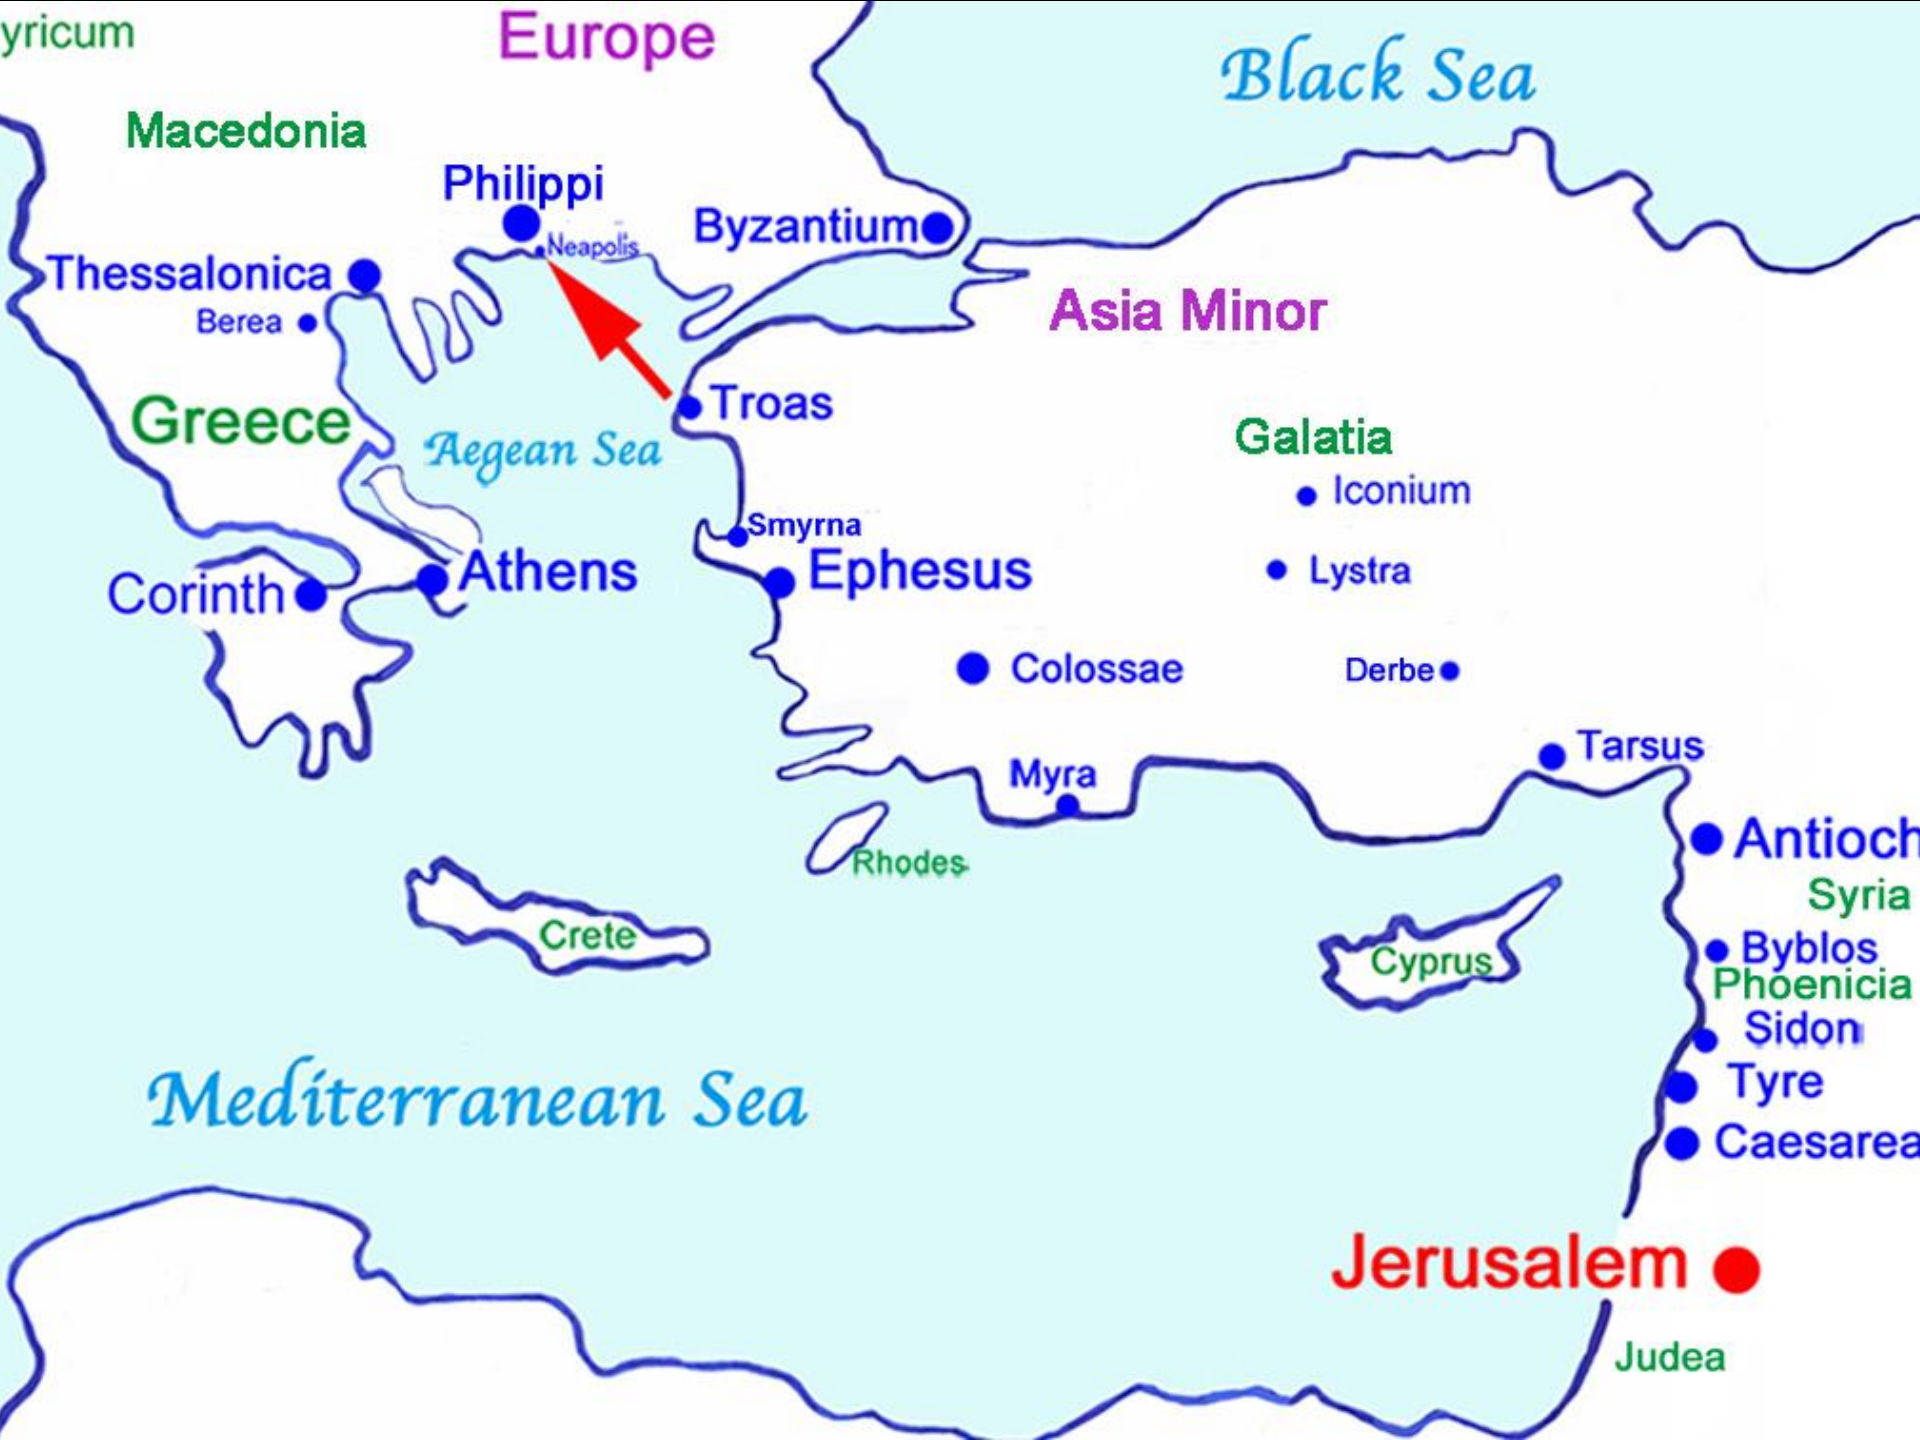 yricum
Europe
Black Sea
Macedonia
Philippi
Byzantium
Neapolis
Thessalonica
Berea
Asia Minor
Troas
Greece
Aegean Sea
Galatia
Iconium
Smyrna
Athens
Ephesus
Lystra
Corinth
Colossae
Derbe
Tarsus
Myra
Antioch
Rhodes
Syria
Crete
Cyprus
Byblos
Phoenicia
Sidon
Tyre
Mediterranean Sea
Caesarea
Jerusalem
Judea